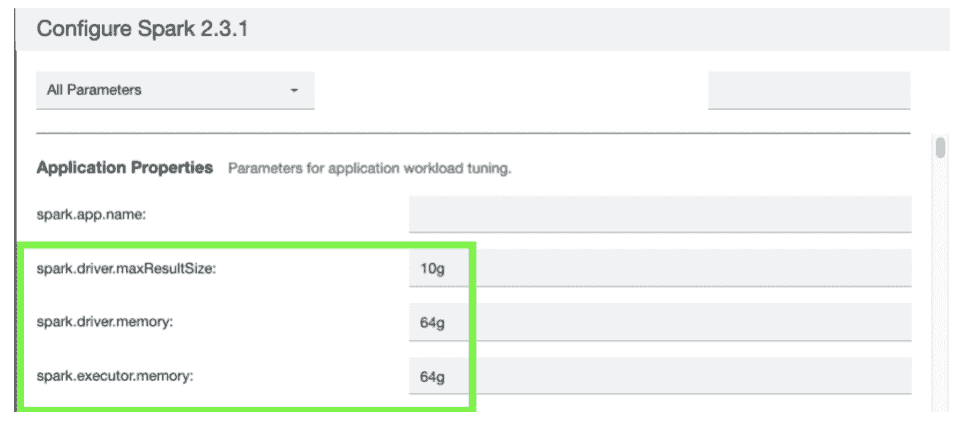 Configure Spark 2.3.1
All Parameters
Application Properties Parameters for application workload tuning.
spark.app.name:
spark.driver.maxResultSize: 10g
spark.driver.memory: 64g
spark.executor.memory: 64g